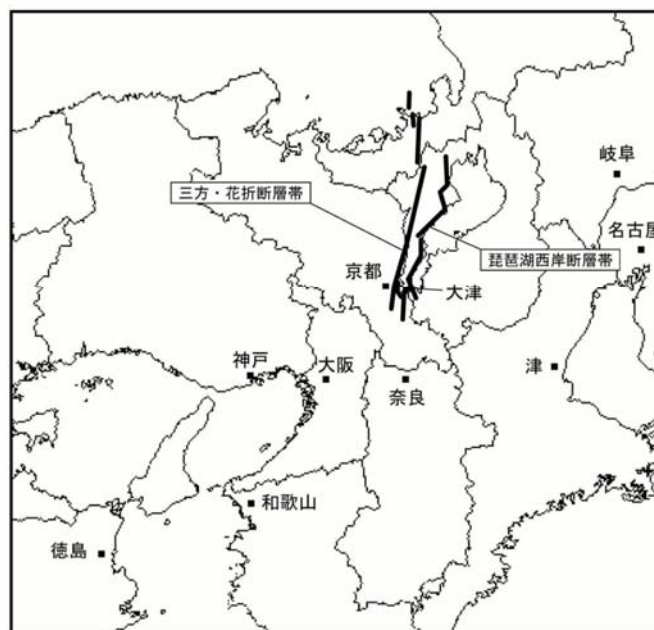 岐阜
三方・花折断層帯
名古屋
琵琶湖西岸断層帯
京都
大津
神戸
大阪
奈良
津
和歌山
徳島